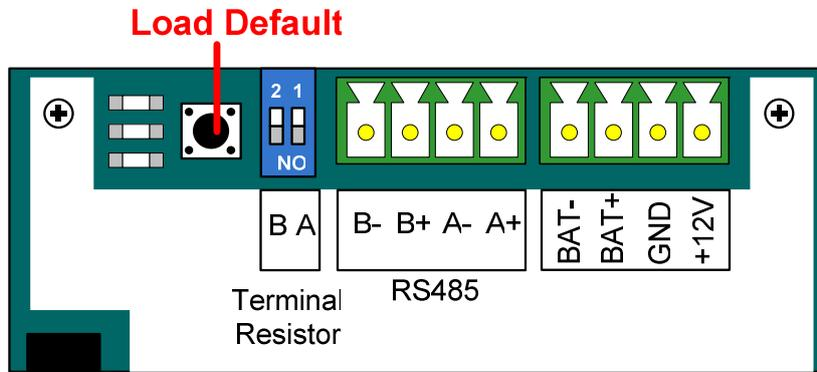 Load Default
2 1
NO
B A
B- B+ A- A+
BAT-
BAT+
GND
+12V
Terminal
Resistor
RS485